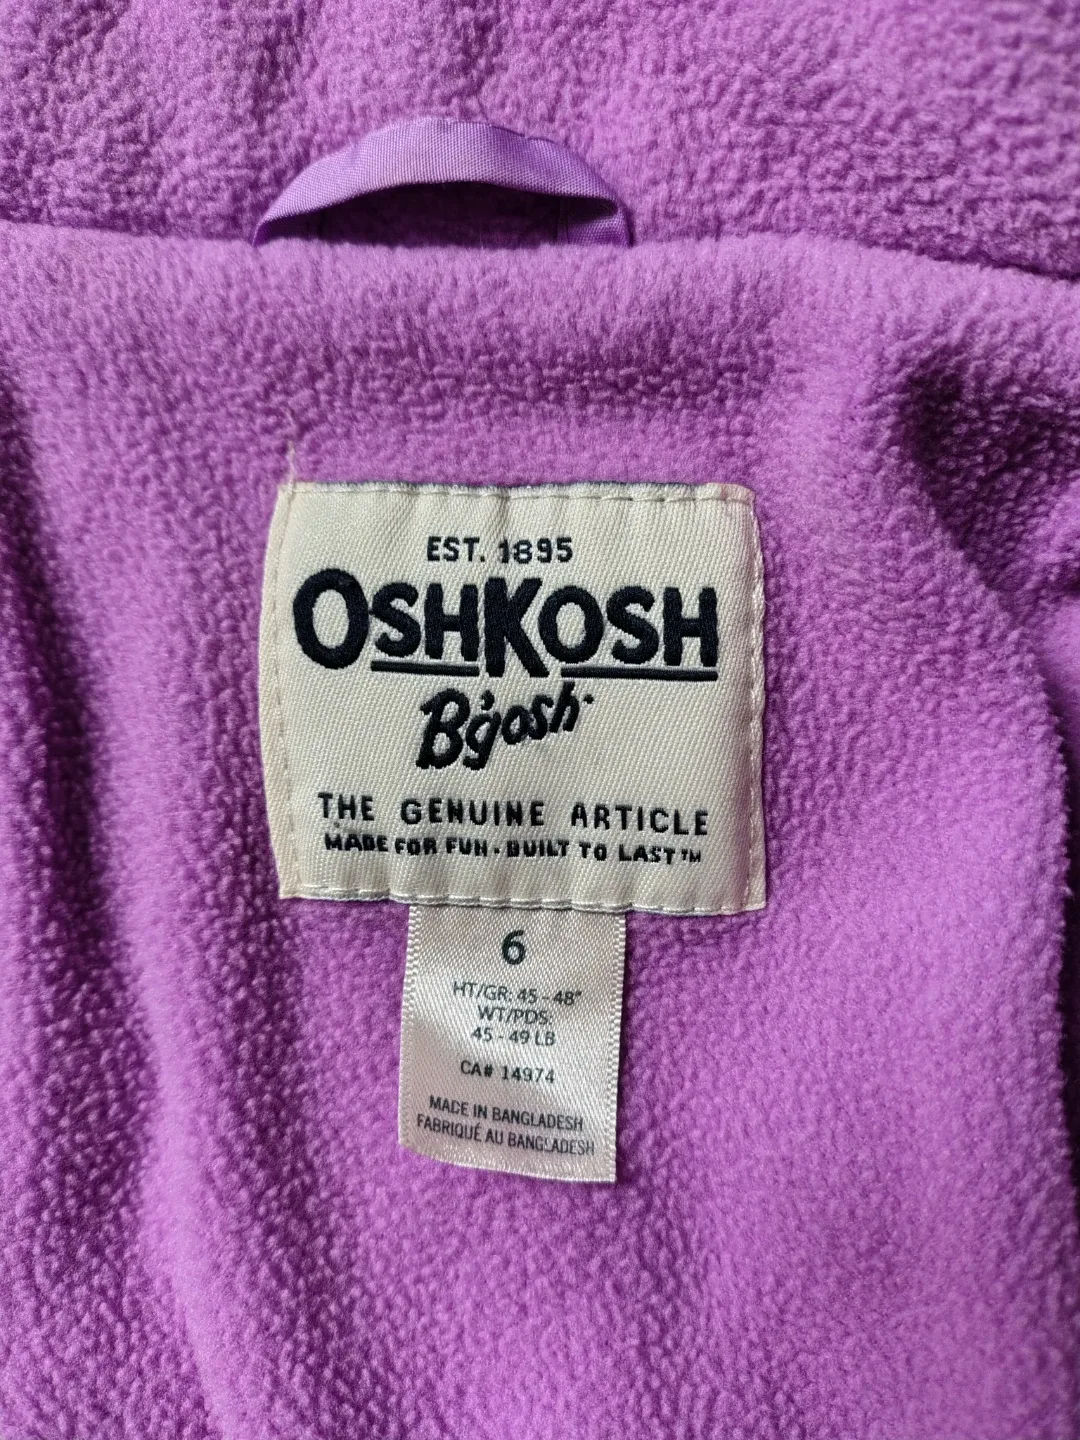 EST. 1895
OSHKOSH
B'gosh
THE GENUINE ARTICLE
MADE FOR FUN • BUILT TO LAST™
6
HT/GR: 45 - 48"
WT/PDS:
45 - 49 LB
CA# 14974
MADE IN BANGLADESH
FABRIQUÉ AU BANGLADESH